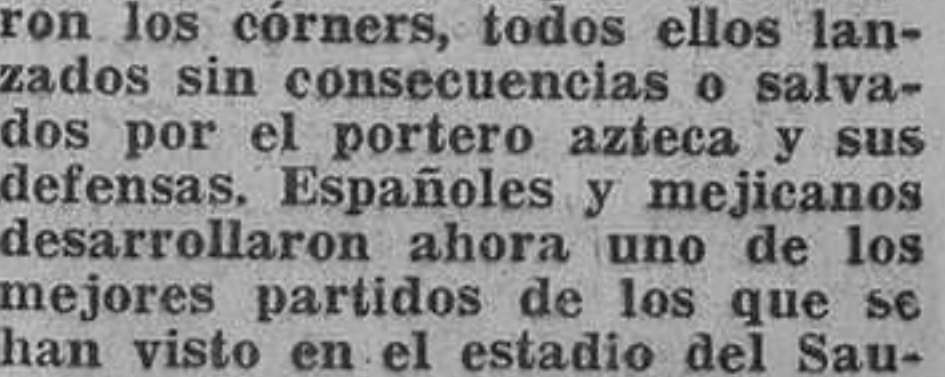 ron los córners, todos ellos lan-
zados sin consecuencias o salva-
dos por el portero azteca y sus
defensas. Españoles y mejicanos
desarrollaron ahora uno de los
mejores partidos de los que se
han visto en el estadio del Sau-